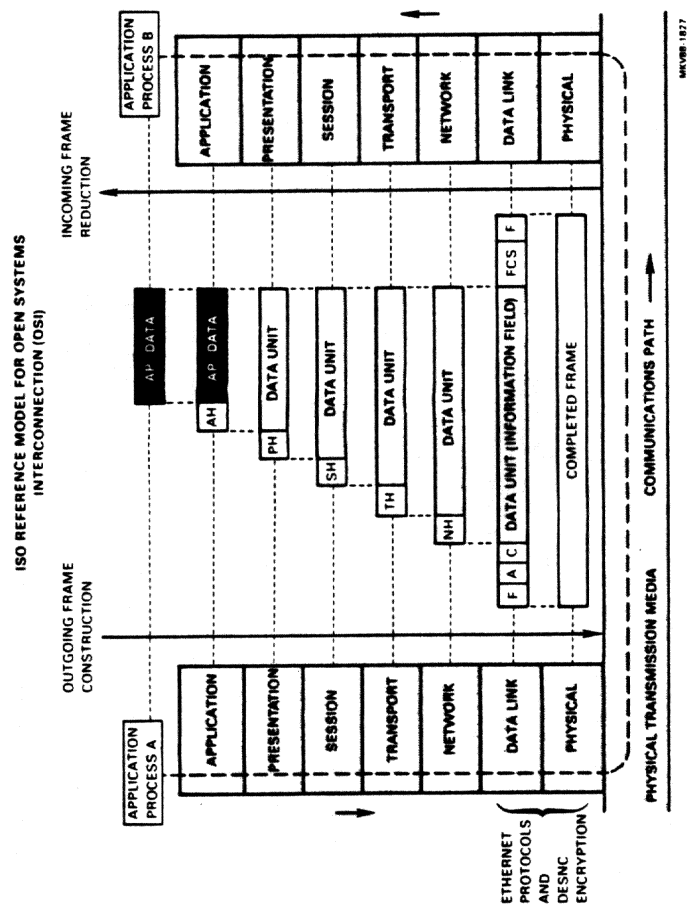 ISO REFERENCE MODEL FOR OPEN SYSTEMS
INTERCONNECTION (OSI)
OUTGOING FRAME
CONSTRUCTION
INCOMING FRAME
REDUCTION
APPLICATION
PROCESS A
AP DATA
APPLICATION
PROCESS B
APPLICATION
AH
AP DATA
APPLICATION
PRESENTATION
PH
DATA UNIT
PRESENTATION
SESSION
SH
DATA UNIT
SESSION
TRANSPORT
TH
DATA UNIT
TRANSPORT
NETWORK
NH
DATA UNIT
NETWORK
ETHERNET
PROTOCOLS
AND
DESNC
ENCRYPTION
DATA LINK
F
A
C
DATA UNIT (INFORMATION FIELD)
FCS
F
DATA LINK
PHYSICAL
COMPLETED FRAME
PHYSICAL
PHYSICAL TRANSMISSION MEDIA
COMMUNICATIONS PATH
MKV88-1827